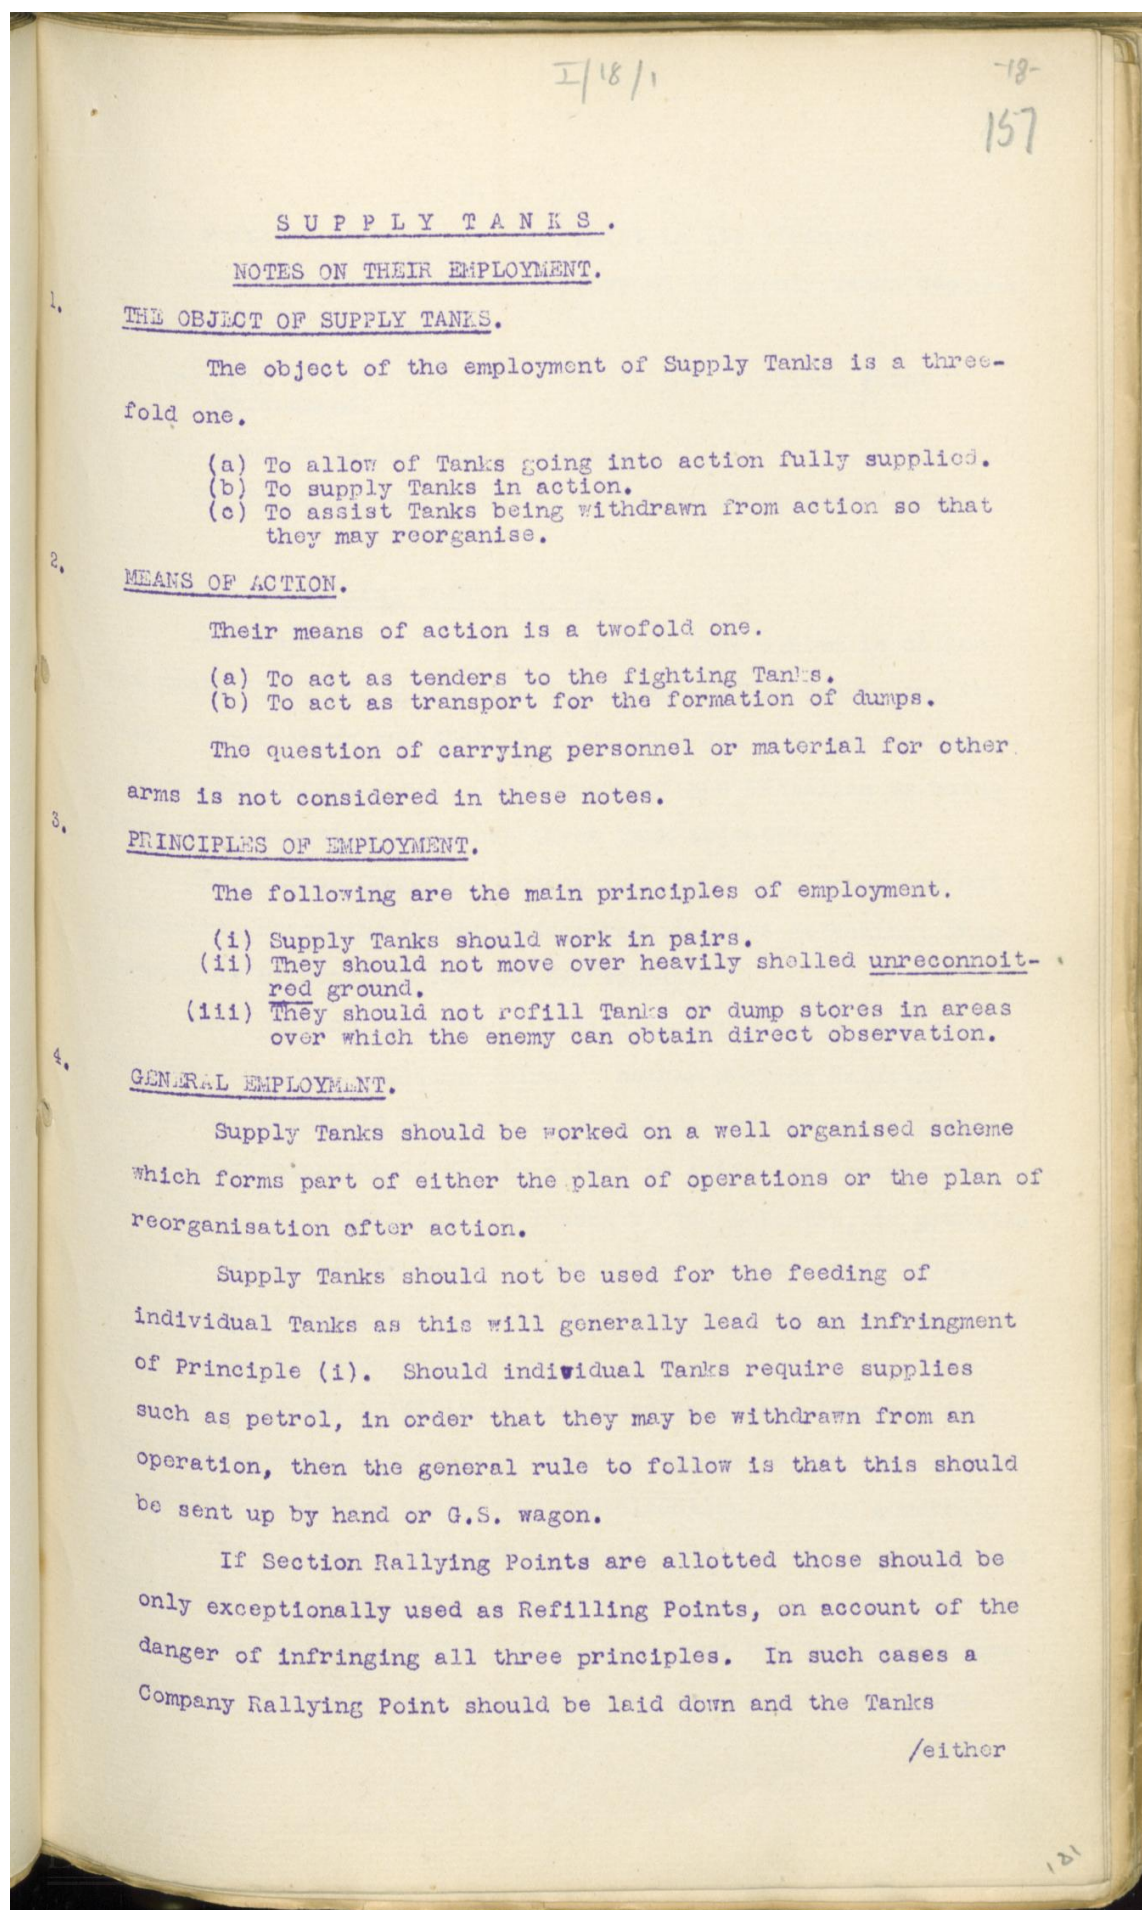 I/18/1
-18-
157
S U P P L Y   T A N K S .
NOTES ON THEIR EMPLOYMENT.
1.
THE OBJECT OF SUPPLY TANKS.
The object of the employment of Supply Tanks is a three-
fold one.
(a) To allow of Tanks going into action fully supplied.
(b) To supply Tanks in action.
(c) To assist Tanks being withdrawn from action so that
they may reorganise.
2.
MEANS OF ACTION.
Their means of action is a twofold one.
(a) To act as tenders to the fighting Tanks.
(b) To act as transport for the formation of dumps.
The question of carrying personnel or material for other
arms is not considered in these notes.
3.
PRINCIPLES OF EMPLOYMENT.
The following are the main principles of employment.
(i) Supply Tanks should work in pairs.
(ii) They should not move over heavily shelled unreconnoit-
red ground.
(iii) They should not refill Tanks or dump stores in areas
over which the enemy can obtain direct observation.
4.
GENERAL EMPLOYMENT.
Supply Tanks should be worked on a well organised scheme
which forms part of either the plan of operations or the plan of
reorganisation after action.
Supply Tanks should not be used for the feeding of
individual Tanks as this will generally lead to an infringment
of Principle (i). Should individual Tanks require supplies
such as petrol, in order that they may be withdrawn from an
operation, then the general rule to follow is that this should
be sent up by hand or G.S. wagon.
If Section Rallying Points are allotted those should be
only exceptionally used as Refilling Points, on account of the
danger of infringing all three principles. In such cases a
Company Rallying Point should be laid down and the Tanks
/either